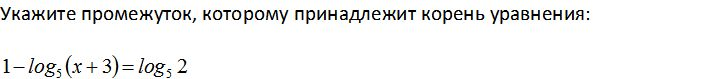 Укажите промежуток, которому принадлежит корень уравнения:
1−log₅(x+3)=log₅ 2